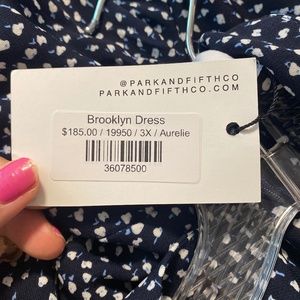 @PARKANDFIFTHCO
PARKANDFIFTHCO.COM
Brooklyn Dress
$185.00 / 19950 / 3X / Aurelie
36078500